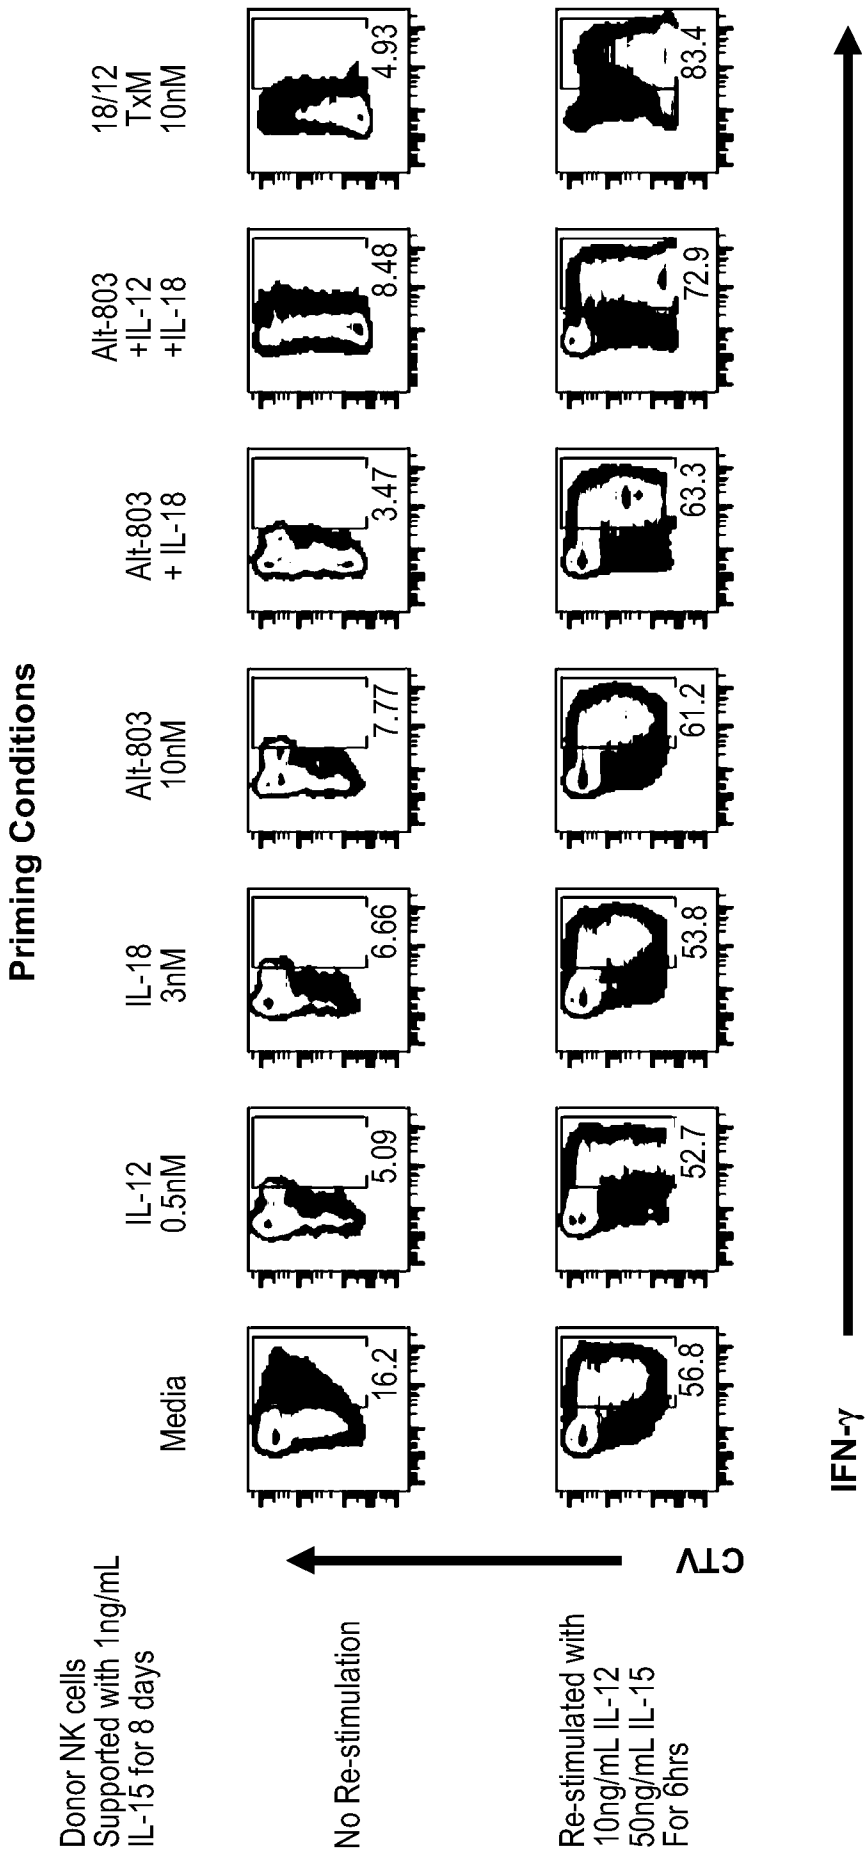 Priming Conditions
Donor NK cells
Supported with 1ng/mL
IL-15 for 8 days
Media
IL-12
0.5nM
IL-18
3nM
Alt-803
10nM
Alt-803
+ IL-18
Alt-803
+IL-12
+IL-18
18/12
TxM
10nM
No Re-stimulation
16.2
5.09
6.66
7.77
3.47
8.48
4.93
Re-stimulated with
10ng/mL IL-12
50ng/mL IL-15
For 6hrs
56.8
52.7
53.8
61.2
63.3
72.9
83.4
CTV
IFN-γ